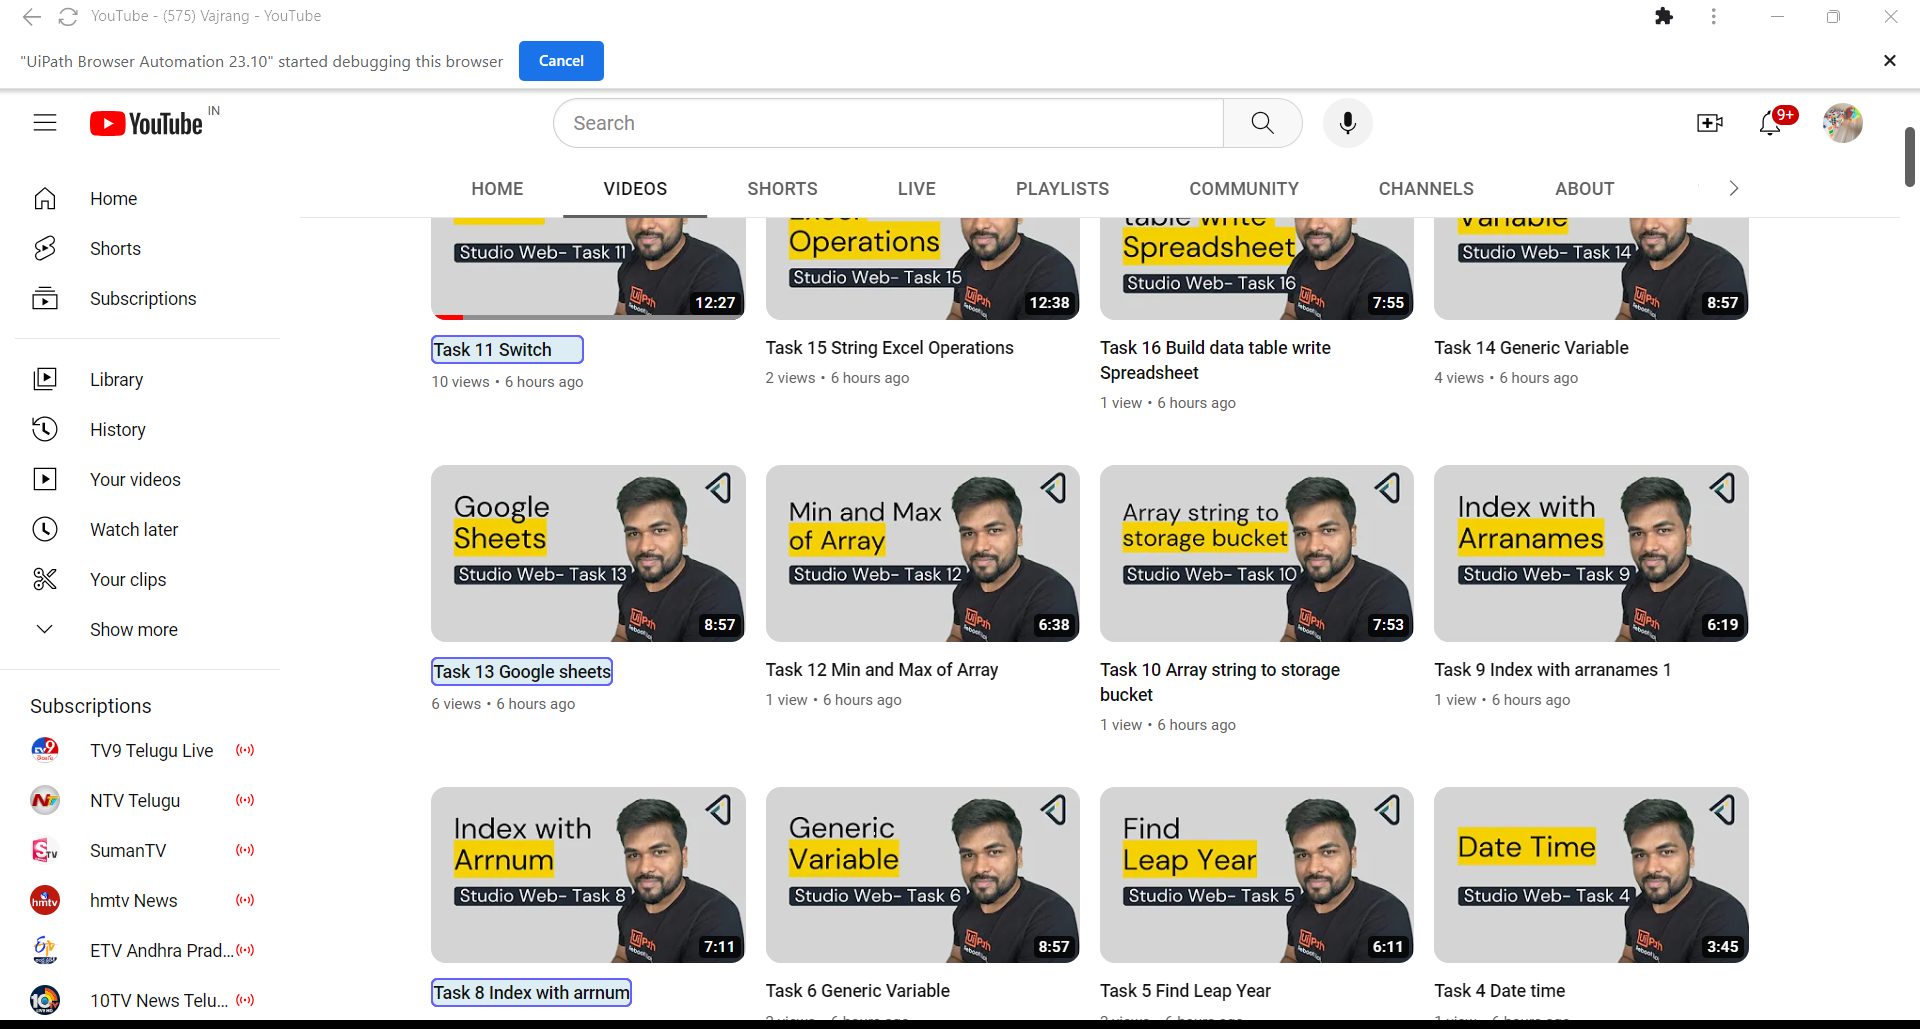 YouTube - (575) Vajrang - YouTube
"UiPath Browser Automation 23.10" started debugging this browser
Cancel
YouTube IN
Search
9+
HOME VIDEOS SHORTS LIVE PLAYLISTS COMMUNITY CHANNELS ABOUT
Home
Shorts
Subscriptions
Library
History
Your videos
Watch later
Your clips
Show more
Subscriptions
TV9 Telugu Live
NTV Telugu
SumanTV
hmtv News
ETV Andhra Prad...
10TV News Telu...
Studio Web- Task 11
12:27
Task 11 Switch
10 views • 6 hours ago
Excel
Operations
Studio Web- Task 15
12:38
Task 15 String Excel Operations
2 views • 6 hours ago
table write
Spreadsheet
Studio Web- Task 16
7:55
Task 16 Build data table write
Spreadsheet
1 view • 6 hours ago
Variable
Studio Web- Task 14
8:57
Task 14 Generic Variable
4 views • 6 hours ago
Google
Sheets
Studio Web- Task 13
8:57
Task 13 Google sheets
6 views • 6 hours ago
Min and Max
of Array
Studio Web- Task 12
6:38
Task 12 Min and Max of Array
1 view • 6 hours ago
Array string to
storage bucket
Studio Web- Task 10
7:53
Task 10 Array string to storage
bucket
1 view • 6 hours ago
Index with
Arranames
Studio Web- Task 9
6:19
Task 9 Index with arranames 1
1 view • 6 hours ago
Index with
Arrnum
Studio Web- Task 8
7:11
Task 8 Index with arrnum
Generic
Variable
Studio Web- Task 6
8:57
Task 6 Generic Variable
Find
Leap Year
Studio Web- Task 5
6:11
Task 5 Find Leap Year
Date Time
Studio Web- Task 4
3:45
Task 4 Date time